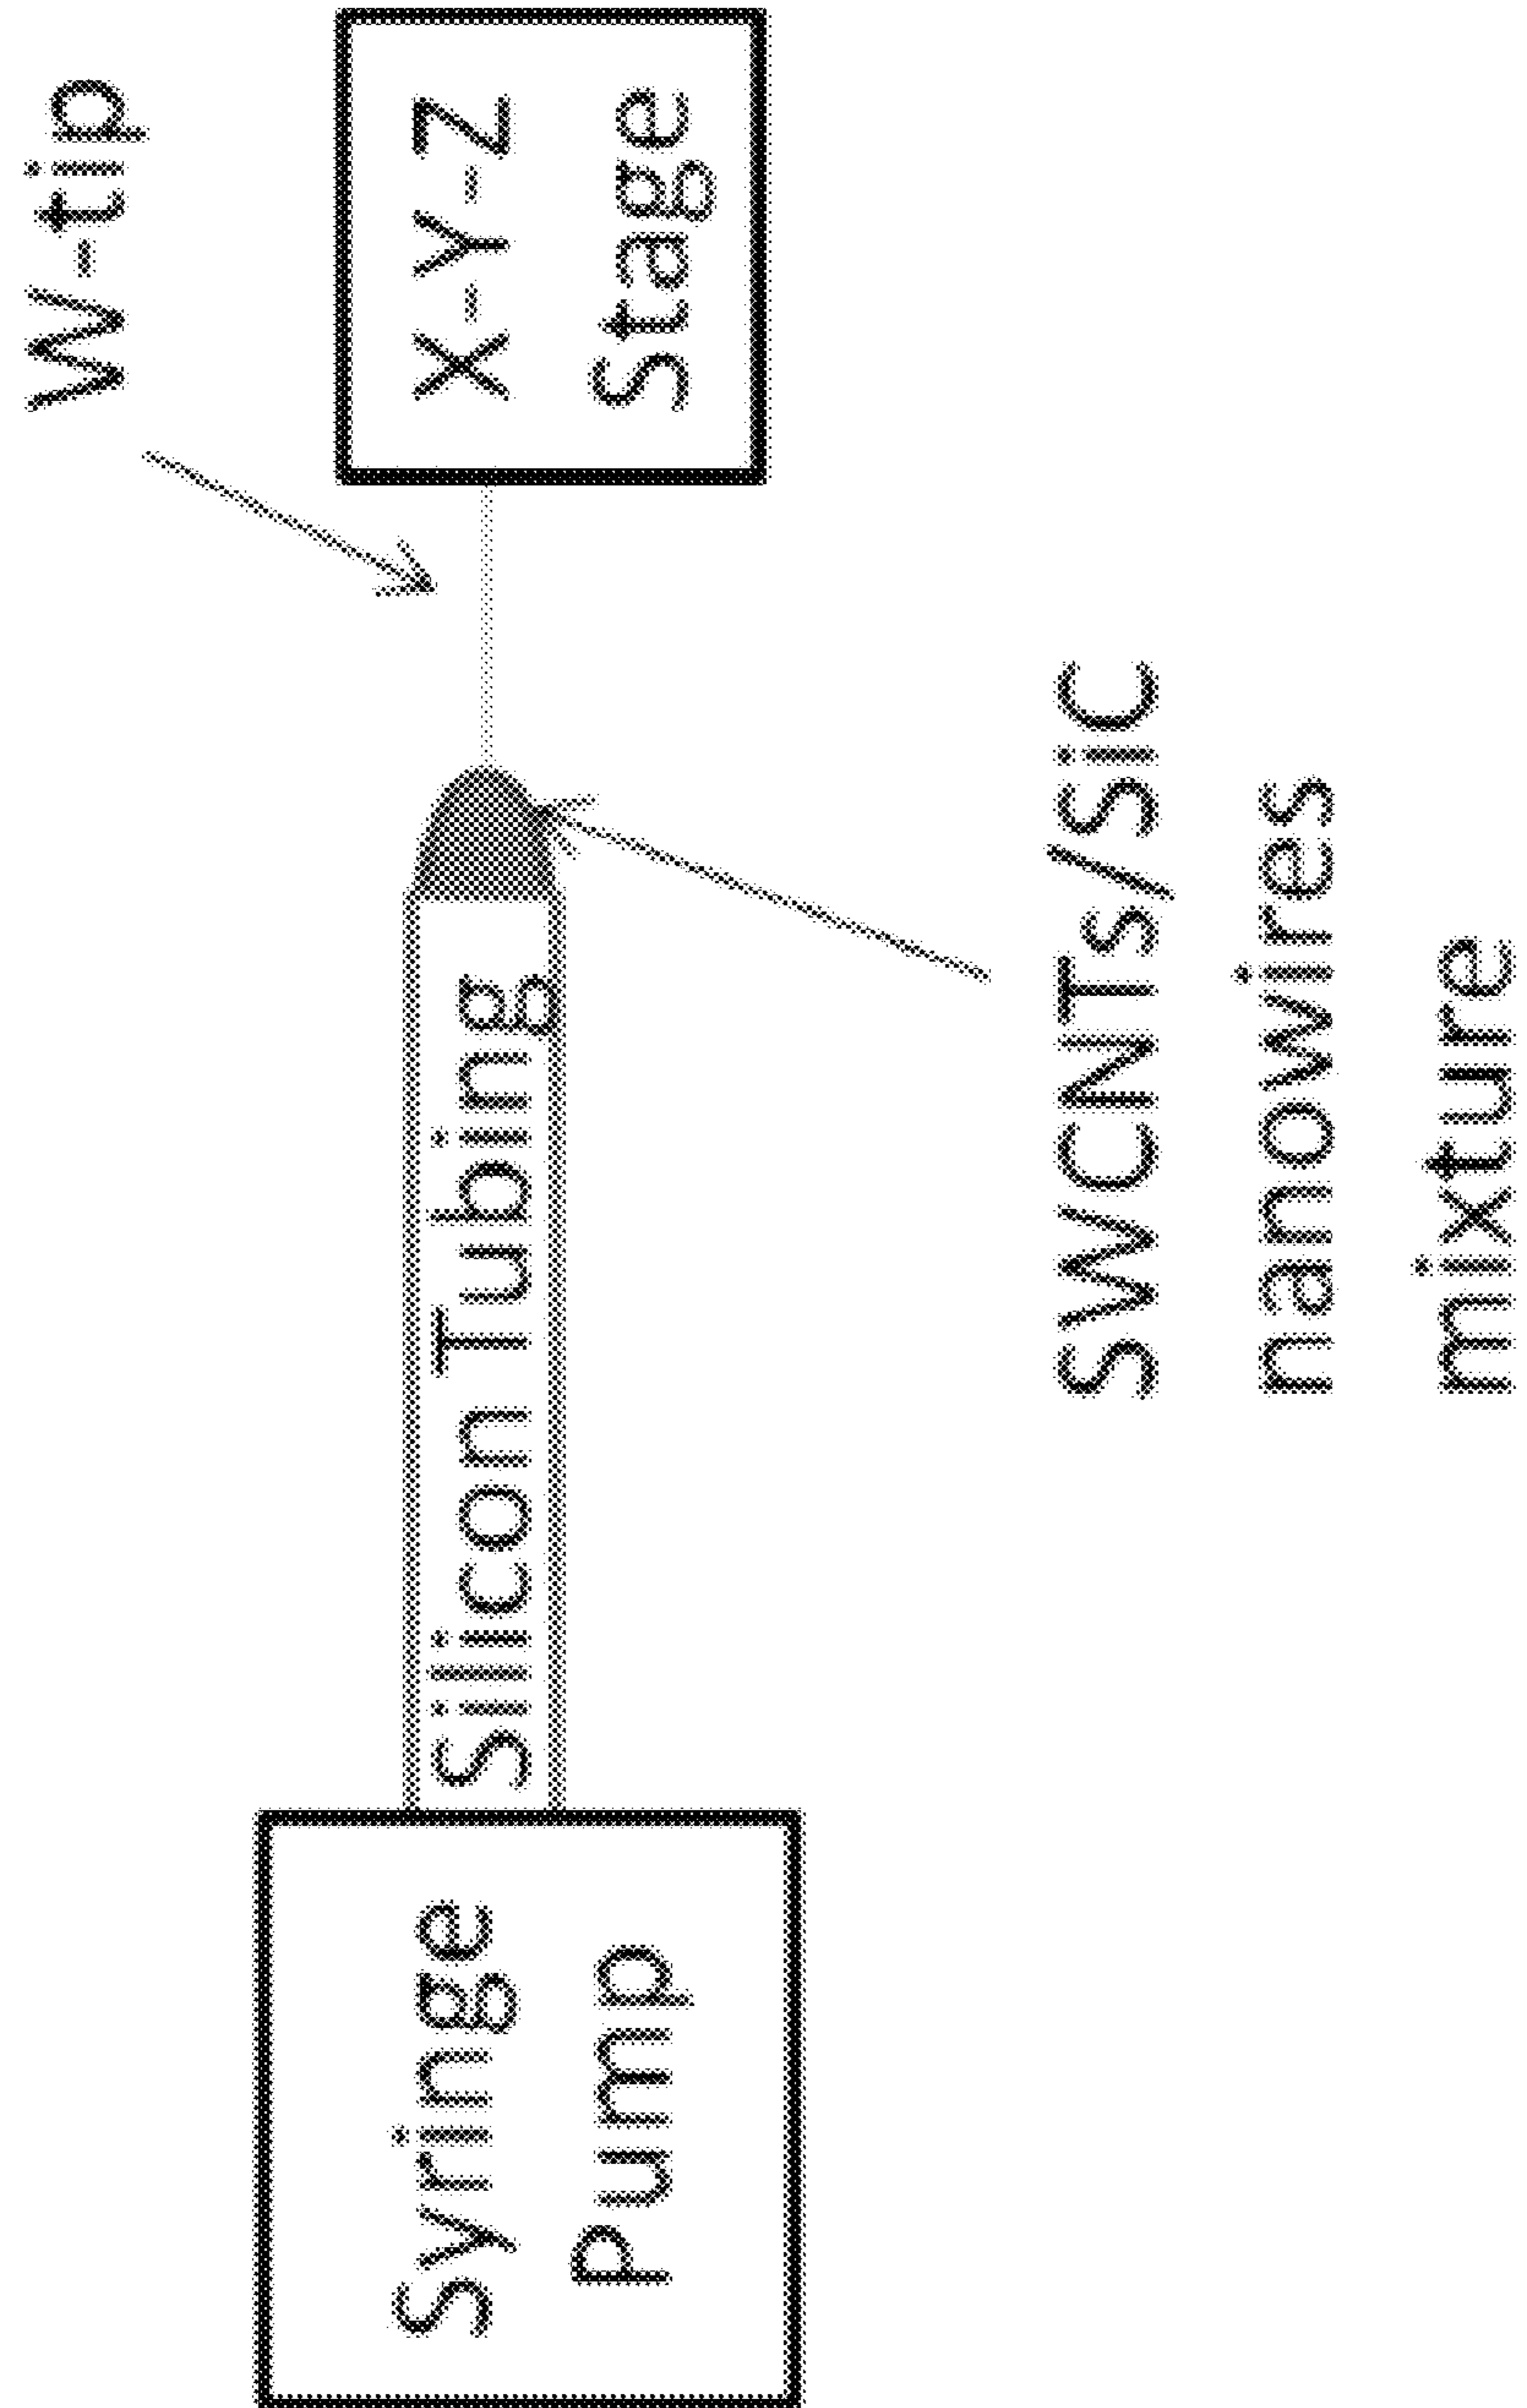 W-tip
Syringe
Pump
Silicon Tubing
X-Y-Z
Stage
SWCNTs/SiC
nanowires
mixture